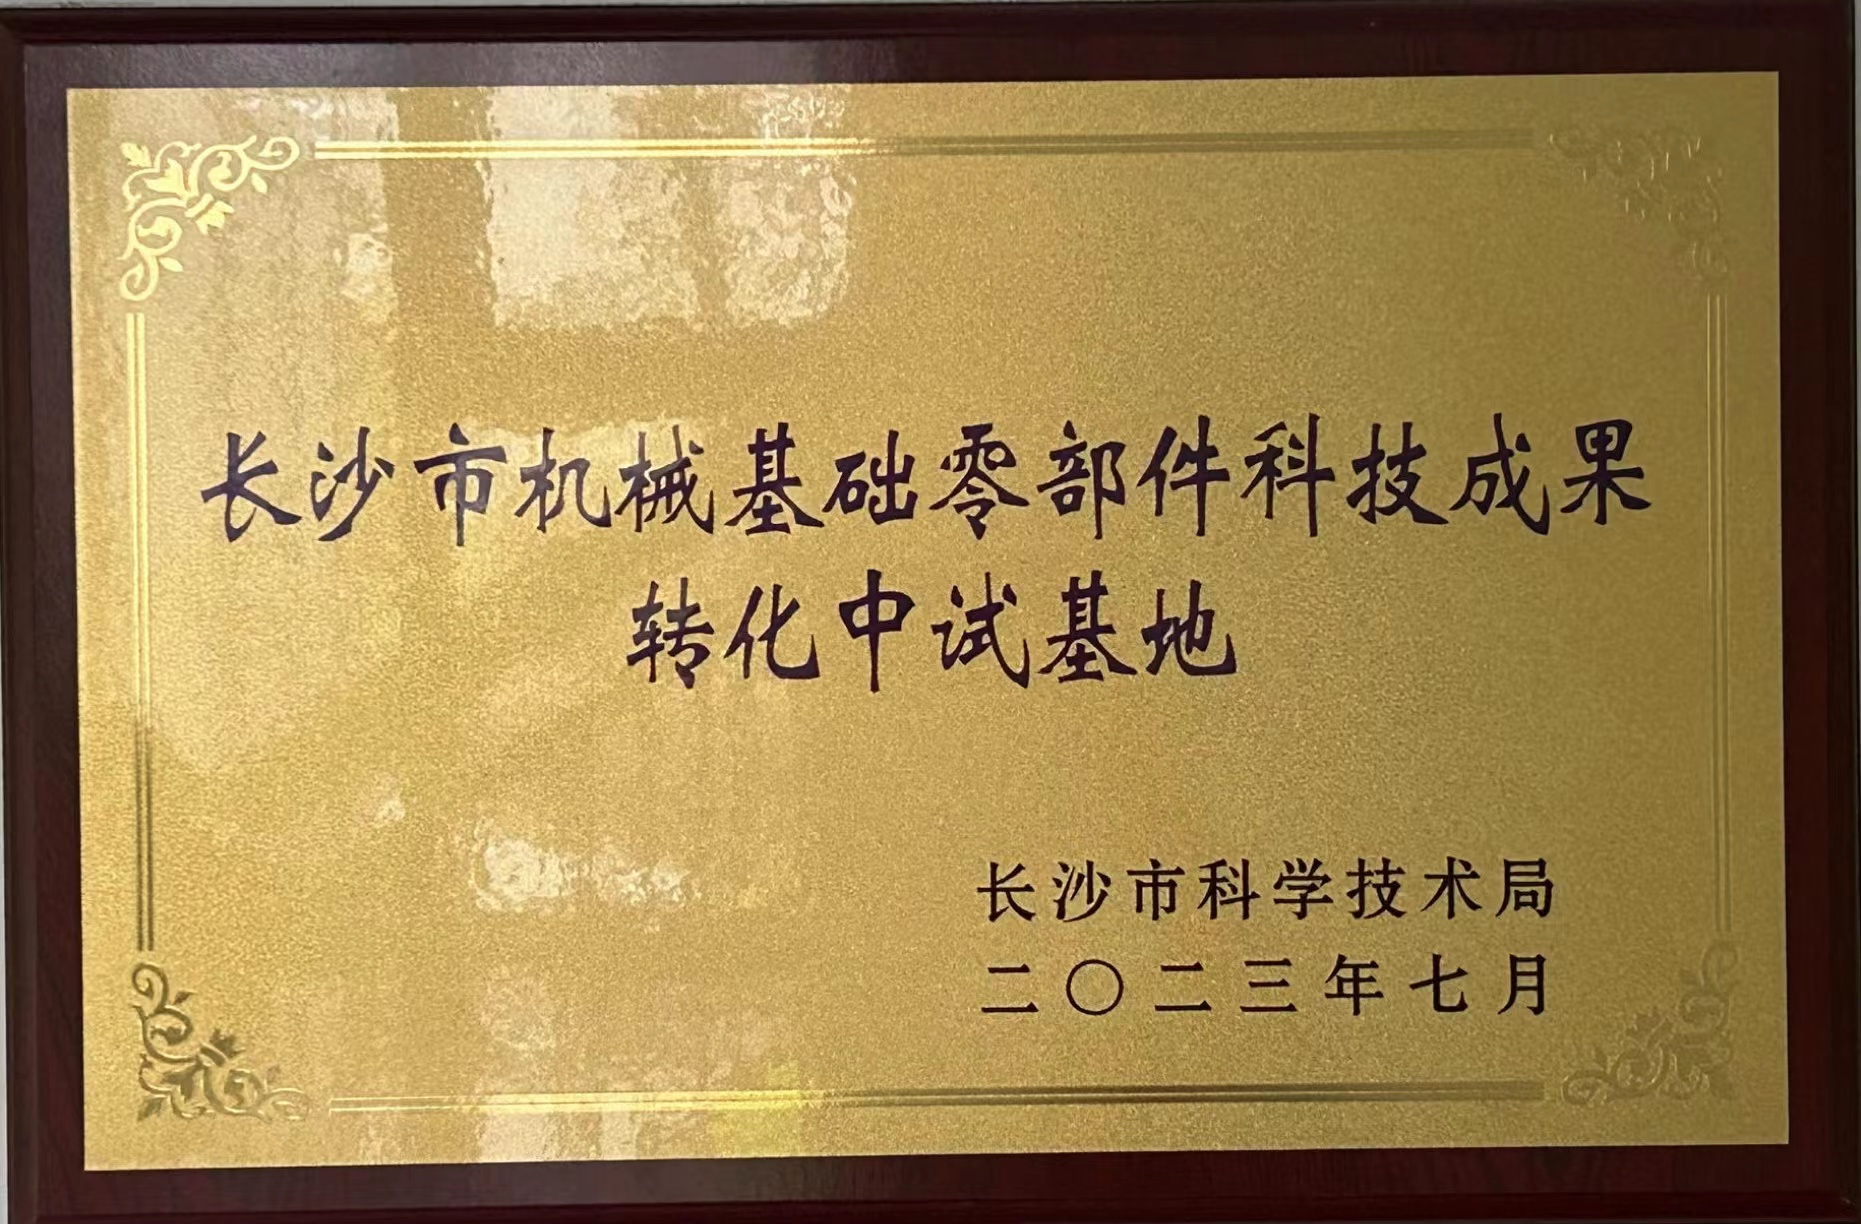 长沙市机械基础零部件科技成果
转化中试基地
长沙市科学技术局
二〇二三年七月